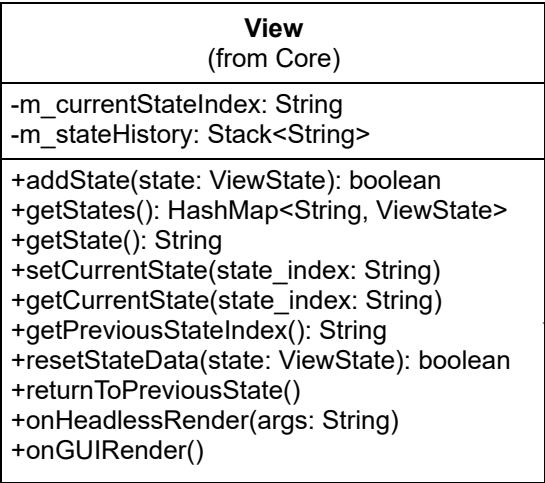 View
(from Core)
-m_currentStateIndex: String
-m_stateHistory: Stack<String>
+addState(state: ViewState): boolean
+getStates(): HashMap<String, ViewState>
+getState(): String
+setCurrentState(state_index: String)
+getCurrentState(state_index: String)
+getPreviousStateIndex(): String
+resetStateData(state: ViewState): boolean
+returnToPreviousState()
+onHeadlessRender(args: String)
+onGUIRender()